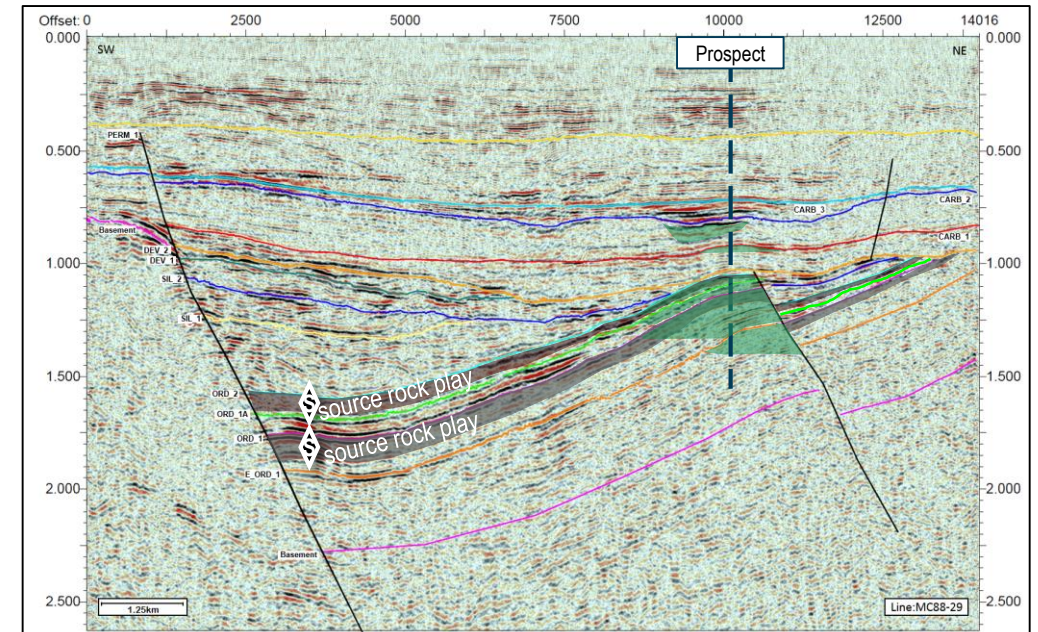 Offset: 0 2500 5000 7500 10000 12500 14016
0.000 0.000
SW Prospect NE
PERM_1
0.500 0.500
CARB_2
CARB_3
Basement
CARB_1
DEV_2
DEV_1
1.000 1.000
SIL_2
SIL_1
1.500 1.500
ORD_2
S source rock play
ORD_1A
ORD_1
S source rock play
E_ORD_1
2.000 2.000
Basement
2.500 2.500
1.25km
Line:MC88-29